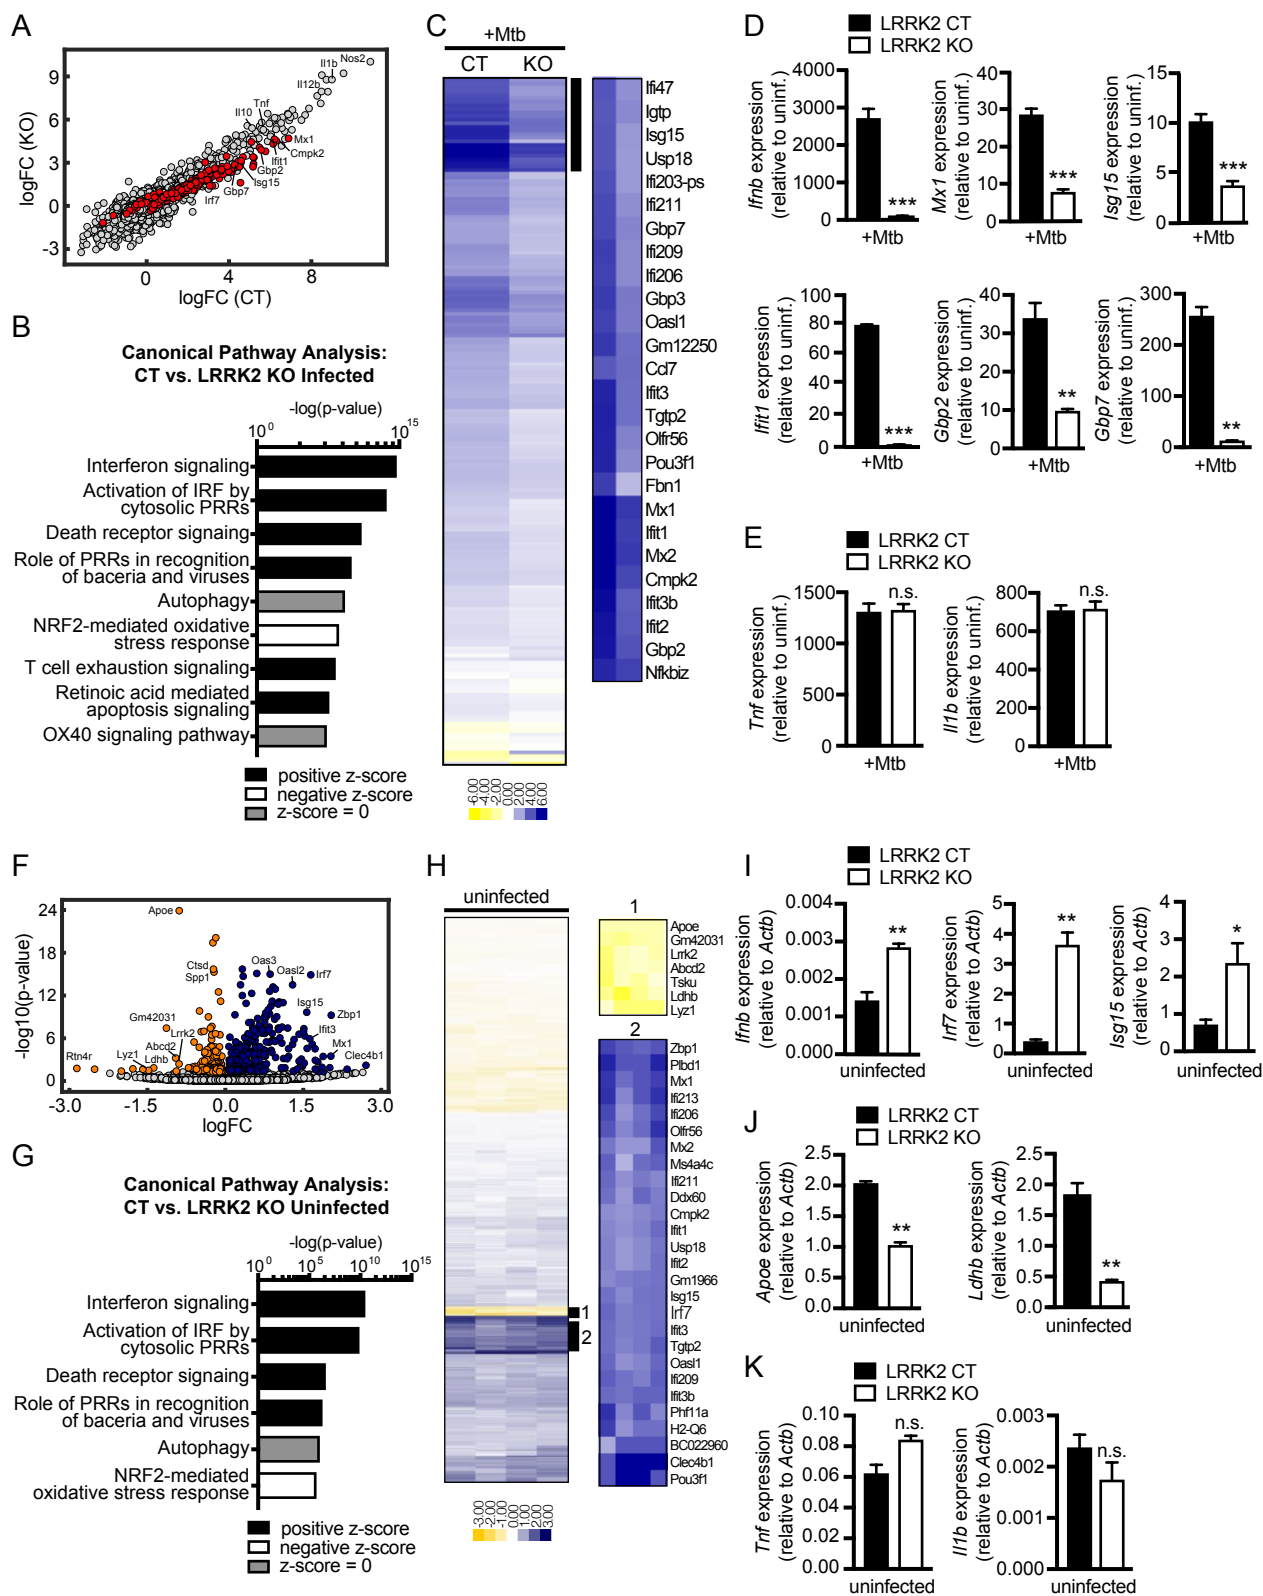 A
9
6
3
0
-3
logFC (KO)
0
4
8
logFC (CT)
Nos2
Il1b
Il12b
Tnf
Il10
Mx1
Cmpk2
Ifit1
Gbp2
Isg15
Gbp7
Irf7
B
Canonical Pathway Analysis:
CT vs. LRRK2 KO Infected
-log(p-value)
10^0
10^15
Interferon signaling
Activation of IRF by
cytosolic PRRs
Death receptor signaing
Role of PRRs in recognition
of baceria and viruses
Autophagy
NRF2-mediated oxidative
stress response
T cell exhaustion signaling
Retinoic acid mediated
apoptosis signaling
OX40 signaling pathway
positive z-score
negative z-score
z-score = 0
C
+Mtb
CT
KO
Ifi47
Igtp
Isg15
Usp18
Ifi203-ps
Ifi211
Gbp7
Ifi209
Ifi206
Gbp3
Oasl1
Gm12250
Ccl7
Ifit3
Tgtp2
Olfr56
Pou3f1
Fbn1
Mx1
Ifit1
Mx2
Cmpk2
Ifit3b
Ifit2
Gbp2
Nfkbiz
-6.00
-4.00
-2.00
0.00
2.00
4.00
6.00
D
LRRK2 CT
LRRK2 KO
Ifnb expression
(relative to uninf.)
4000
3000
2000
1000
0
***
+Mtb
Mx1 expression
(relative to uninf.)
40
30
20
10
0
***
+Mtb
Isg15 expression
(relative to uninf.)
15
10
5
0
***
+Mtb
Ifit1 expression
(relative to uninf.)
100
80
60
40
20
0
***
+Mtb
Gbp2 expression
(relative to uninf.)
40
30
20
10
0
**
+Mtb
Gbp7 expression
(relative to uninf.)
300
200
100
0
**
+Mtb
E
LRRK2 CT
LRRK2 KO
Tnf expression
(relative to uninf.)
1500
1000
500
0
n.s.
+Mtb
Il1b expression
(relative to uninf.)
800
600
400
200
0
n.s.
+Mtb
F
-log10(p-value)
24
18
12
6
0
-3.0
-1.5
0.0
1.5
3.0
logFC
Apoe
Ctsd
Spp1
Oas3
Oasl2
Irf7
Isg15
Zbp1
Ifit3
Mx1
Clec4b1
Gm42031
Lrrk2
Abcd2
Lyz1
Ldhb
Rtn4r
G
Canonical Pathway Analysis:
CT vs. LRRK2 KO Uninfected
-log(p-value)
10^0
10^5
10^10
10^15
Interferon signaling
Activation of IRF by
cytosolic PRRs
Death receptor signaing
Role of PRRs in recognition
of baceria and viruses
Autophagy
NRF2-mediated
oxidative stress response
positive z-score
negative z-score
z-score = 0
H
uninfected
1
2
-3.00
-2.00
-1.00
0.00
1.00
2.00
3.00
1
Apoe
Gm42031
Lrrk2
Abcd2
Tsku
Ldhb
Lyz1
2
Zbp1
Plbd1
Mx1
Ifi213
Ifi206
Olfr56
Mx2
Ms4a4c
Ifi211
Ddx60
Cmpk2
Ifit1
Usp18
Ifit2
Gm1966
Isg15
Irf7
Ifit3
Tgtp2
Oasl1
Ifi209
Ifit3b
Phf11a
H2-Q6
BC022960
Clec4b1
Pou3f1
I
LRRK2 CT
LRRK2 KO
Ifnb expression
(relative to Actb)
0.004
0.003
0.002
0.001
0.000
**
uninfected
Irf7 expression
(relative to Actb)
5
4
3
2
1
0
**
uninfected
Isg15 expression
(relative to Actb)
4
3
2
1
0
*
uninfected
J
LRRK2 CT
LRRK2 KO
Apoe expression
(relative to Actb)
2.5
2.0
1.5
1.0
0.5
0.0
**
uninfected
Ldhb expression
(relative to Actb)
2.5
2.0
1.5
1.0
0.5
0.0
**
uninfected
K
LRRK2 CT
LRRK2 KO
Tnf expression
(relative to Actb)
0.10
0.08
0.06
0.04
0.02
0.00
n.s.
uninfected
Il1b expression
(relative to Actb)
0.003
0.002
0.001
0.000
n.s.
uninfected